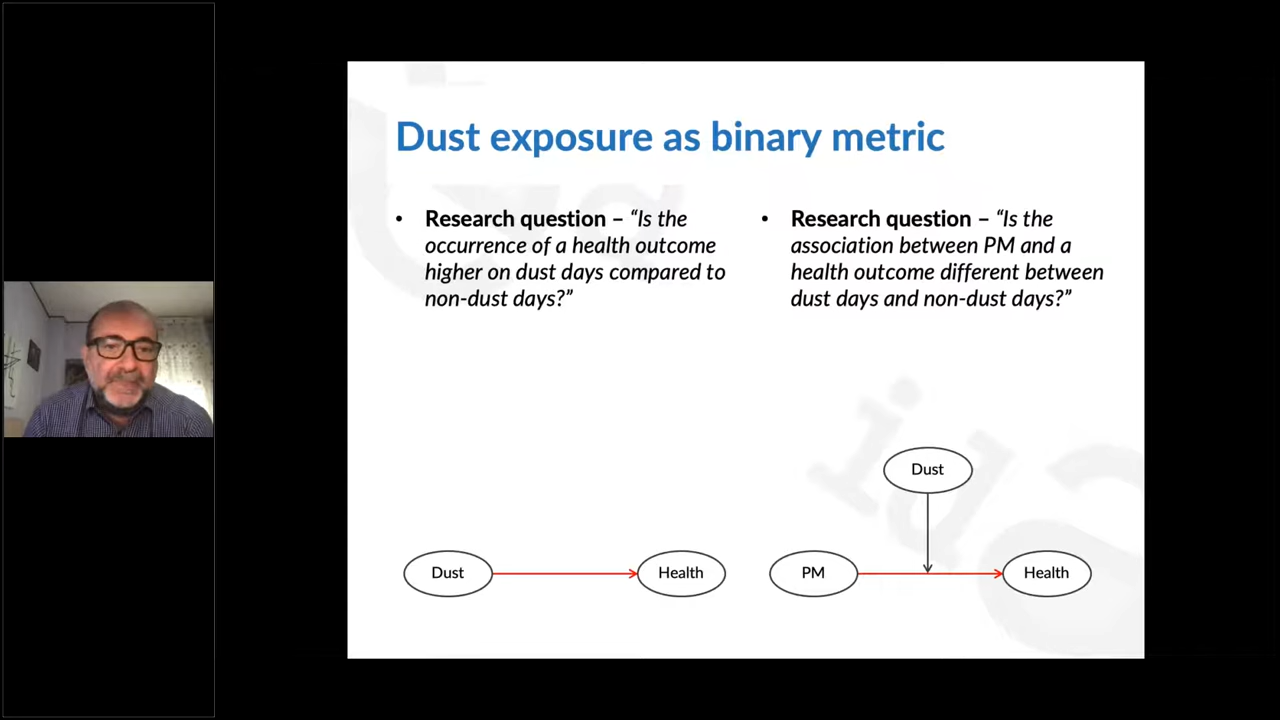 Dust exposure as binary metric
• Research question – “Is the
occurrence of a health outcome
higher on dust days compared to
non-dust days?”
• Research question – “Is the
association between PM and a
health outcome different between
dust days and non-dust days?”
Dust
Health
Dust
PM
Health